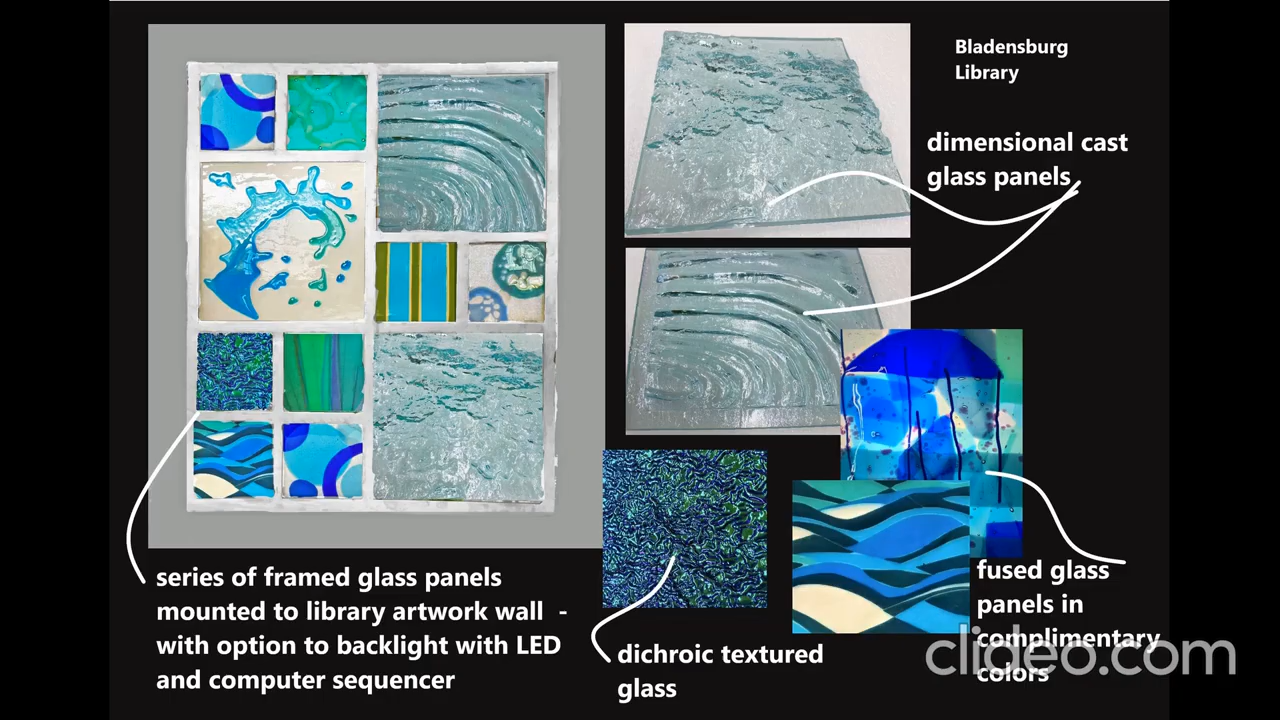 Bladensburg
Library
dimensional cast
glass panels
series of framed glass panels
mounted to library artwork wall -
with option to backlight with LED
and computer sequencer
dichroic textured
glass
fused glass
panels in
complimentary
colors
clideo.com